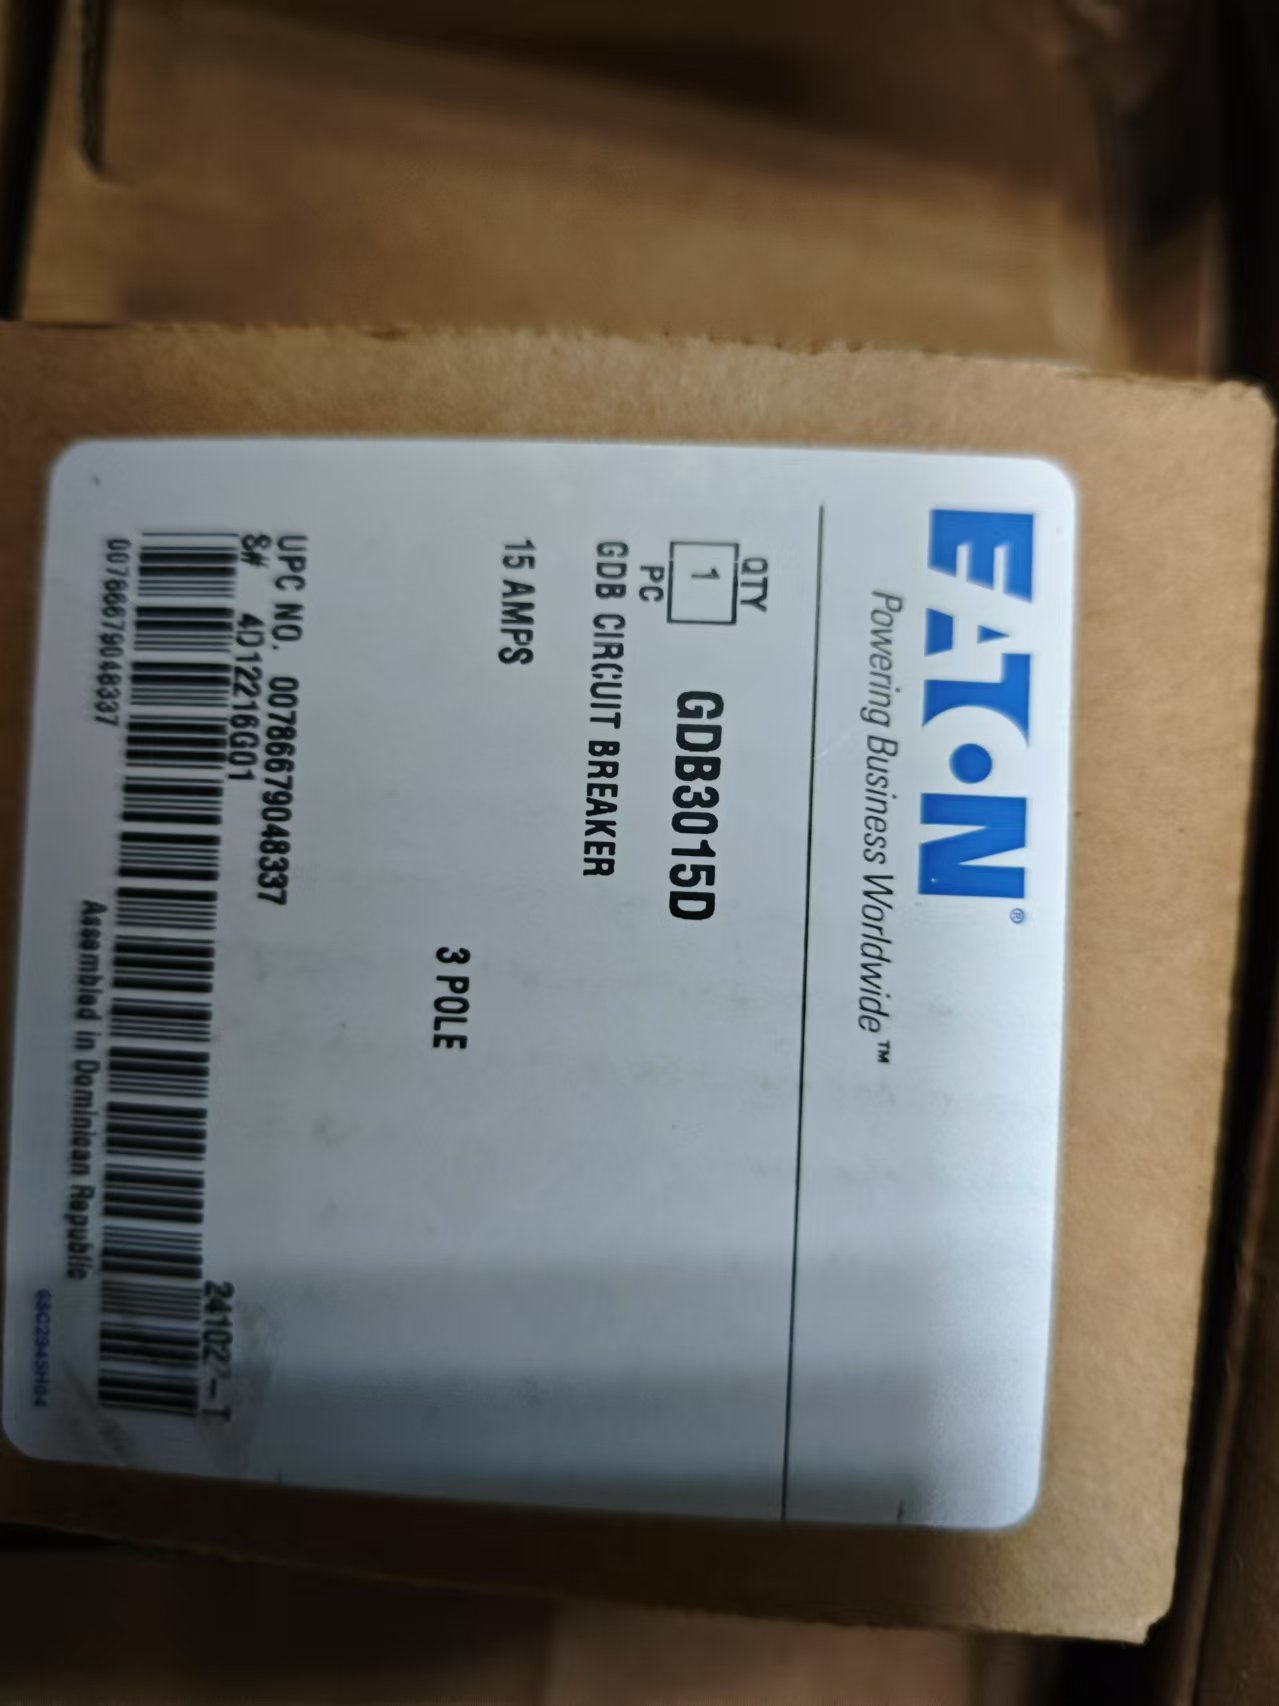 EATON®
Powering Business Worldwide™
QTY
1
PC
GDB3015D
GDB CIRCUIT BREAKER
15 AMPS
3 POLE
UPC NO. 00786679048337
S# 4D12216G01
00786679048337
Assembled in Dominican Republic